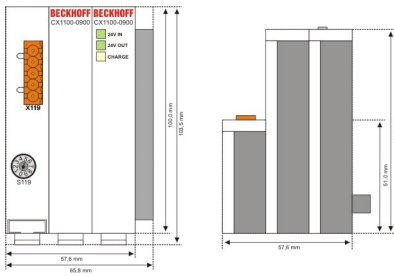 BECKHOFF BECKHOFF
CX1100-0900 CX1100-0900
24V IN
24V OUT
CHARGE
X119
S119
100,0 mm
103,5 mm
57,6 mm
65,8 mm
51,0 mm
57,6 mm